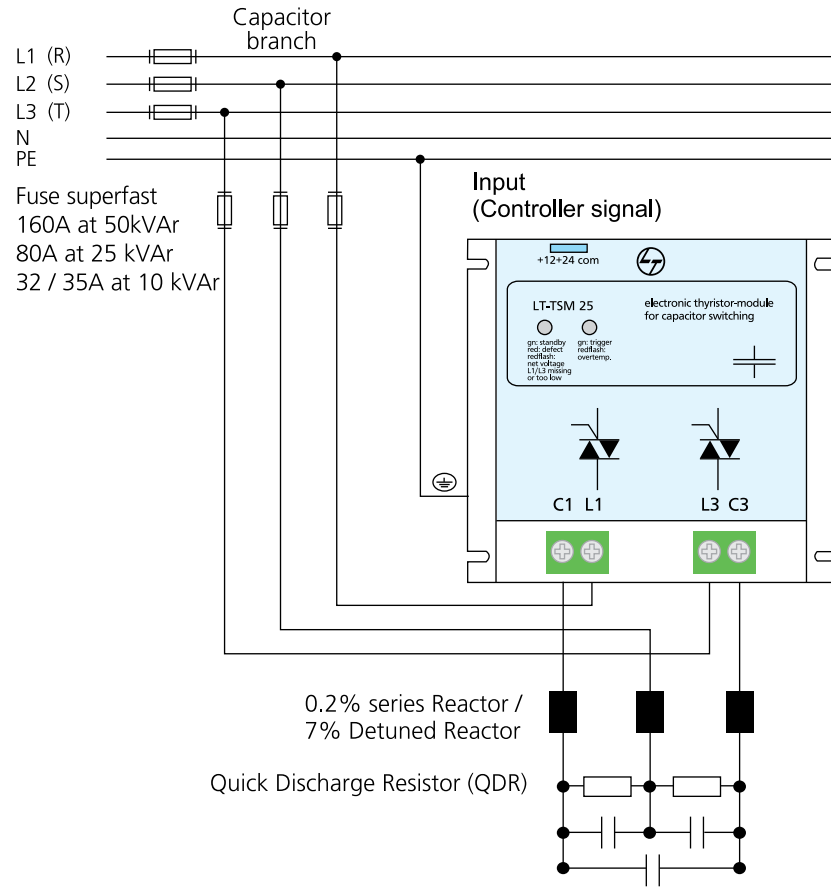 Capacitor
branch
L1 (R)
L2 (S)
L3 (T)
N
PE
Fuse superfast
160A at 50kVAr
80A at 25 kVAr
32 / 35A at 10 kVAr
Input
(Controller signal)
+12+24 com
LT
LT-TSM 25
electronic thyristor-module
for capacitor switching
gn: standby
red: defect
redflash:
net voltage
L1/L3 missing
or too low
gn: trigger
redflash:
overtemp.
C1 L1
L3 C3
0.2% series Reactor /
7% Detuned Reactor
Quick Discharge Resistor (QDR)